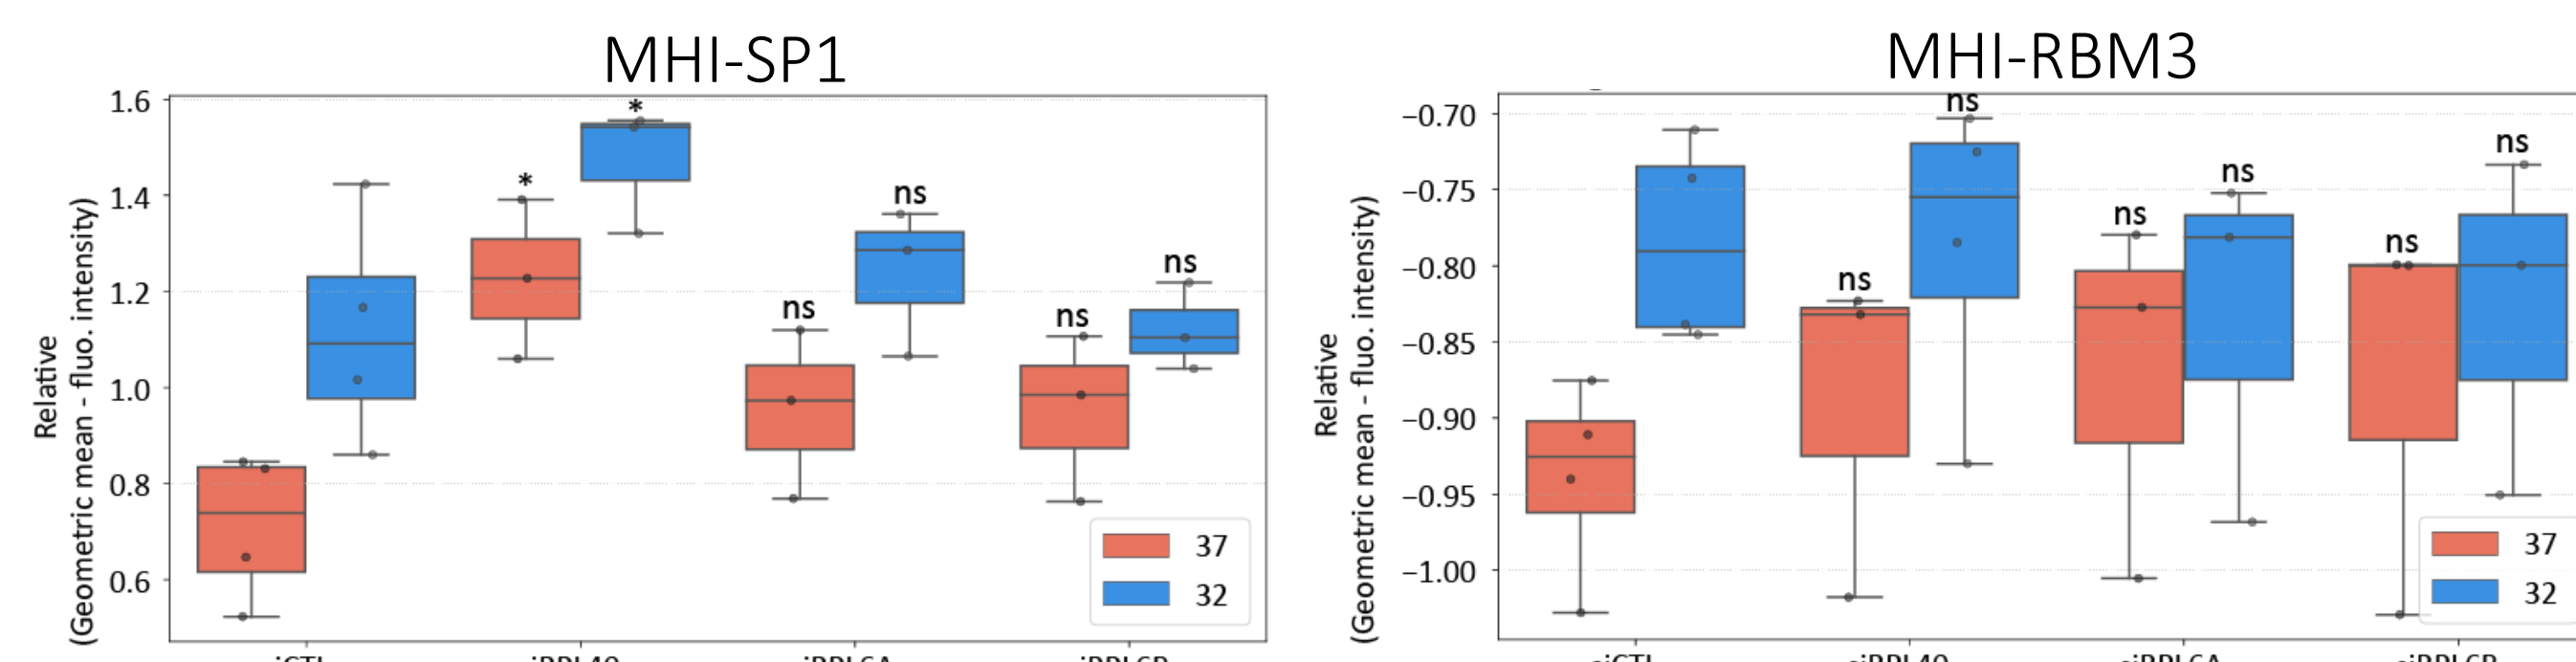 MHI-SP1
1.6
1.4
1.2
1.0
0.8
0.6
Relative
(Geometric mean - fluo. intensity)
*
*
ns
ns
ns
ns
37
32
MHI-RBM3
−0.70
−0.75
−0.80
−0.85
−0.90
−0.95
−1.00
Relative
(Geometric mean - fluo. intensity)
ns
ns
ns
ns
ns
ns
37
32